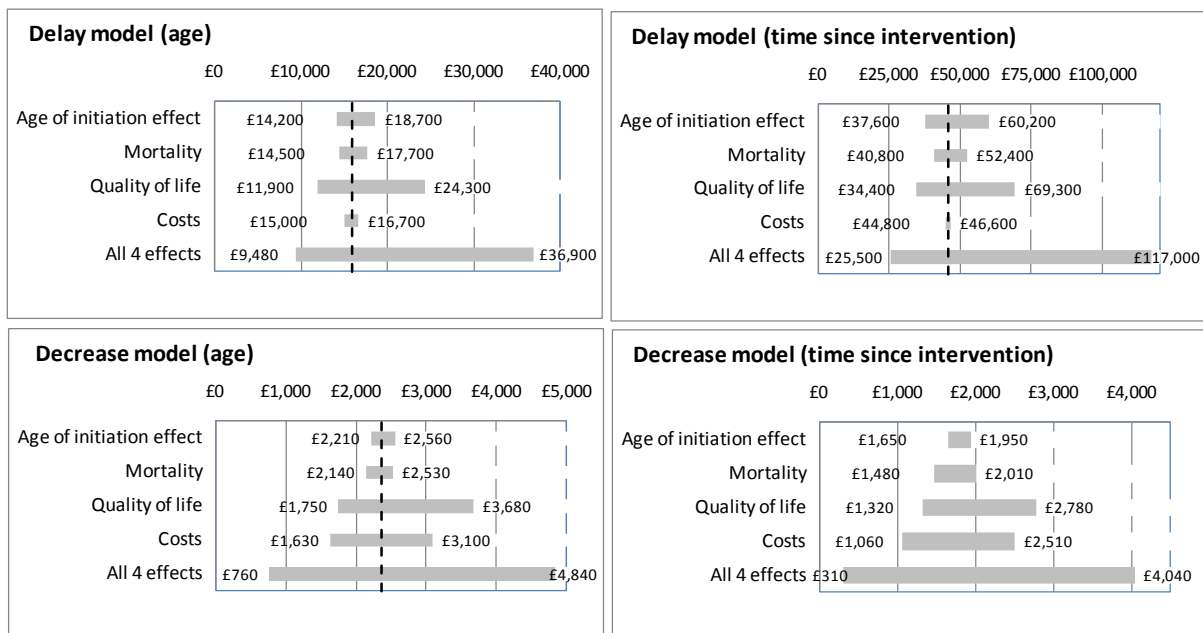 Delay model (age)
£0 £10,000 £20,000 £30,000 £40,000
Age of initiation effect £14,200 £18,700
Mortality £14,500 £17,700
Quality of life £11,900 £24,300
Costs £15,000 £16,700
All 4 effects £9,480 £36,900
Delay model (time since intervention)
£0 £25,000 £50,000 £75,000 £100,000
Age of initiation effect £37,600 £60,200
Mortality £40,800 £52,400
Quality of life £34,400 £69,300
Costs £44,800 £46,600
All 4 effects £25,500 £117,000
Decrease model (age)
£0 £1,000 £2,000 £3,000 £4,000 £5,000
Age of initiation effect £2,210 £2,560
Mortality £2,140 £2,530
Quality of life £1,750 £3,680
Costs £1,630 £3,100
All 4 effects £760 £4,840
Decrease model (time since intervention)
£0 £1,000 £2,000 £3,000 £4,000
Age of initiation effect £1,650 £1,950
Mortality £1,480 £2,010
Quality of life £1,320 £2,780
Costs £1,060 £2,510
All 4 effects £310 £4,040